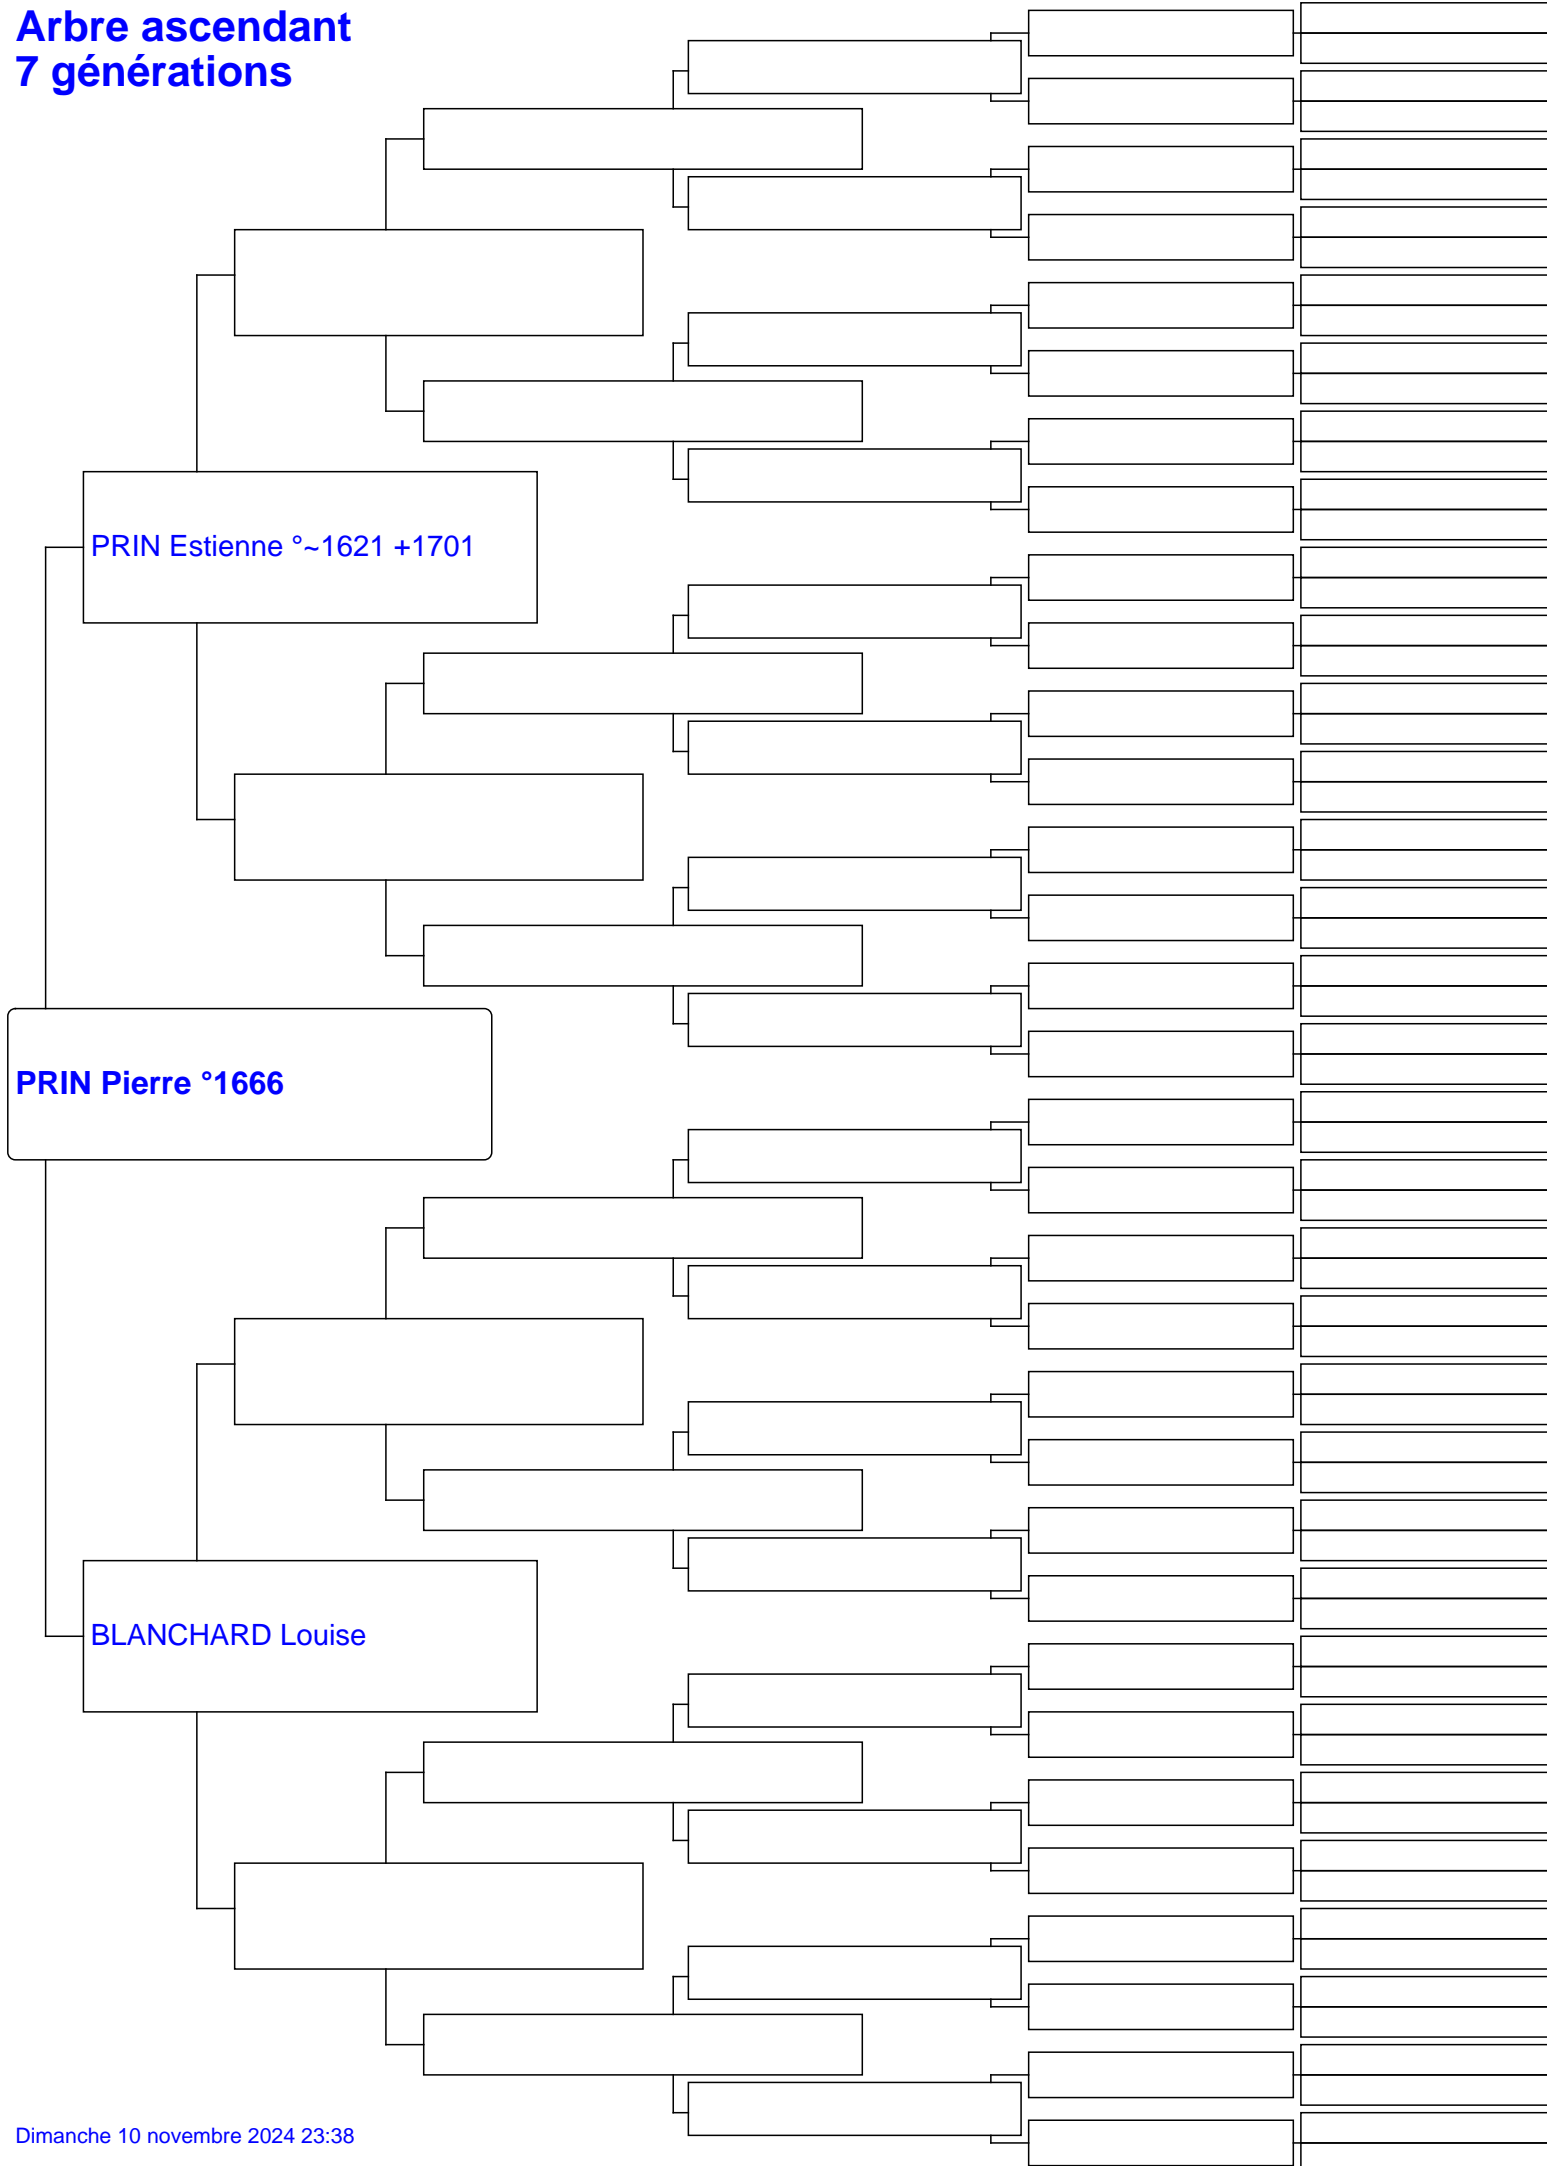 Arbre ascendant
7 générations
PRIN Estienne °~1621 +1701
PRIN Pierre °1666
BLANCHARD Louise
Dimanche 10 novembre 2024 23:38